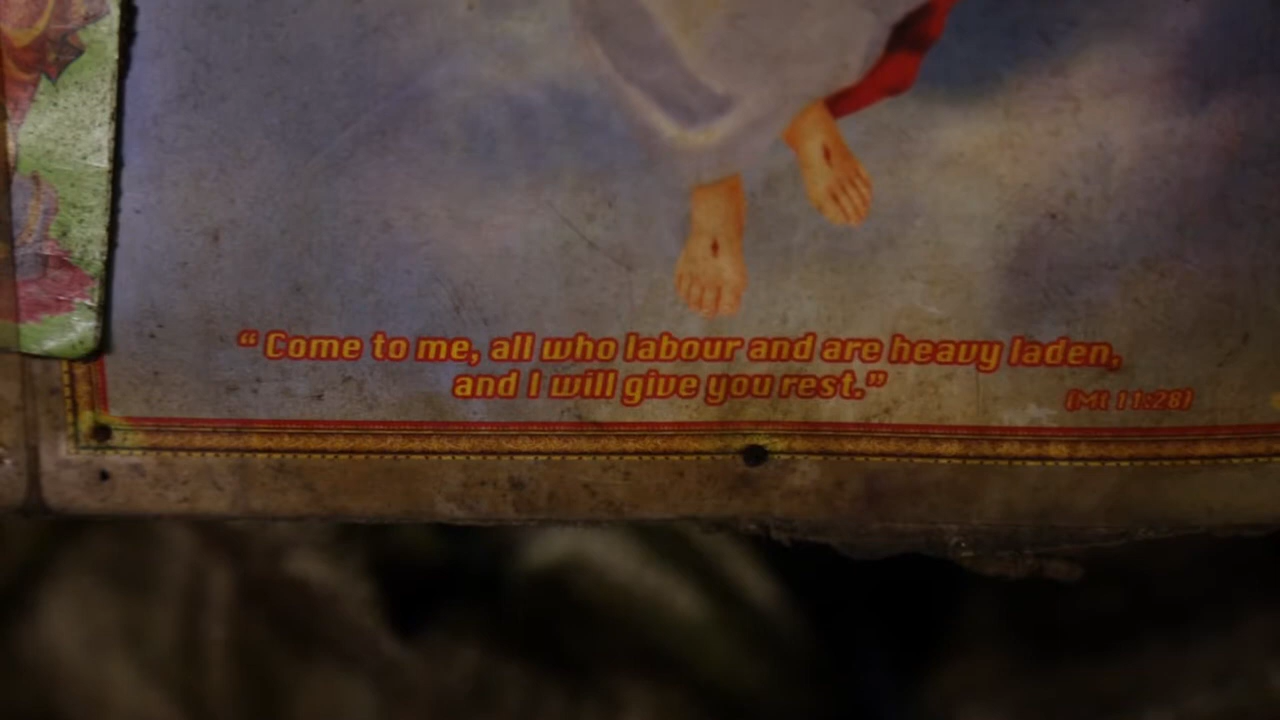 “Come to me, all who labour and are heavy laden,
and I will give you rest.”
(Mt 11:28)